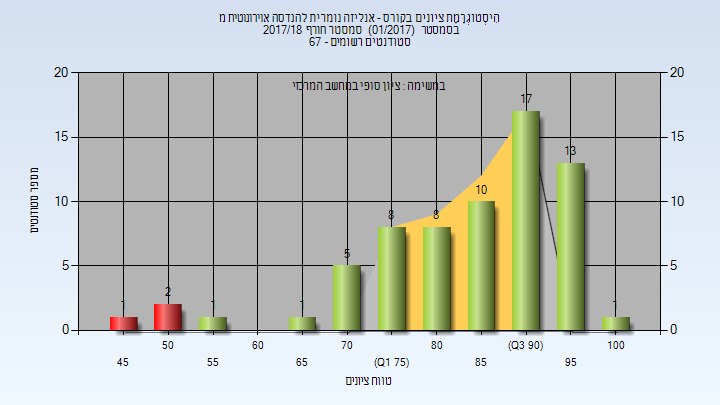 הִיסְטוֹגְרָמַת ציונים בקורס - אנליזה נומרית להנדסה אוירונוטית מ
בסמסטר (01/2017) סמסטר חורף 2017/18
סטודנטים רשומים - 67
במשימה : ציון סופי במחשב המרכזי
מספר סטודנטים
20 20
15 15
10 10
5 5
0 0
1 2 1 1 5 8 8 10 17 13 1
45 50 55 60 65 70 (Q1 75) 80 85 (Q3 90) 95 100
טווח ציונים